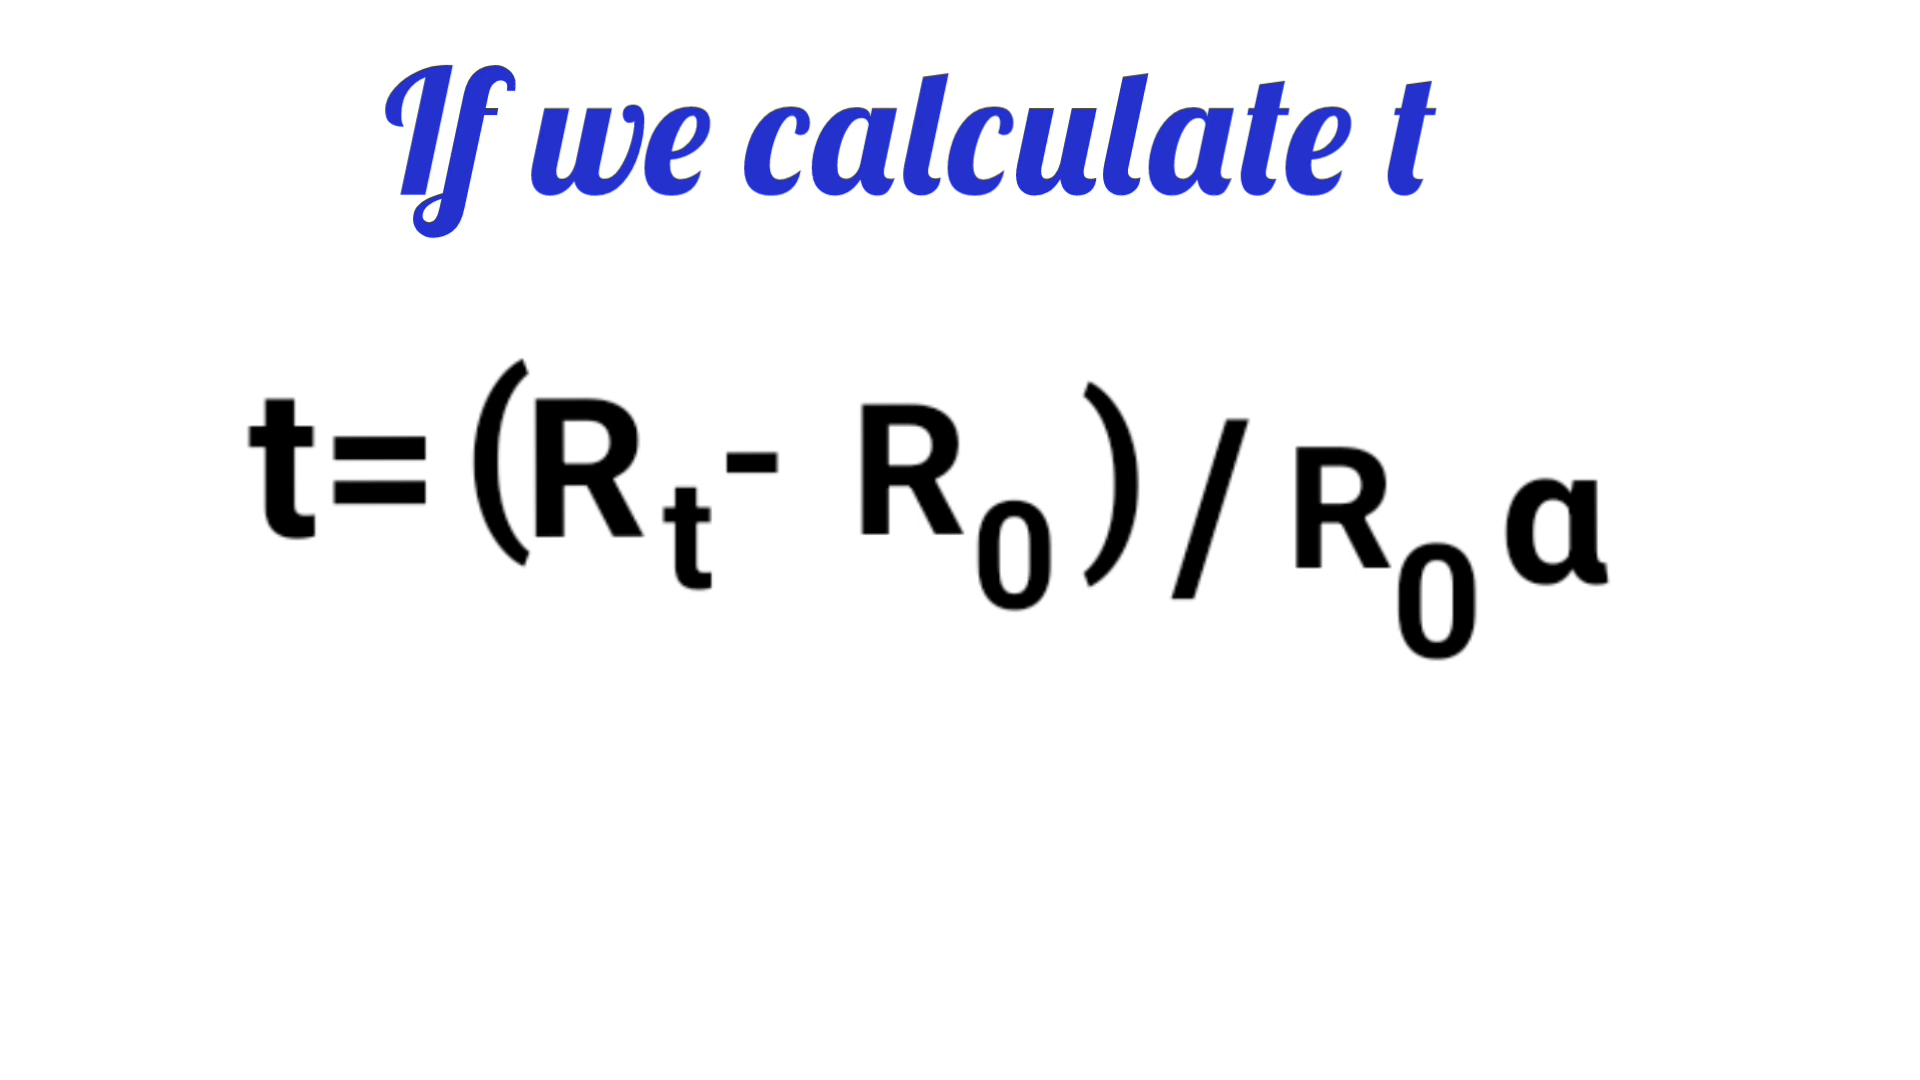 If we calculate t
t=(Rₜ- R₀)/R₀α